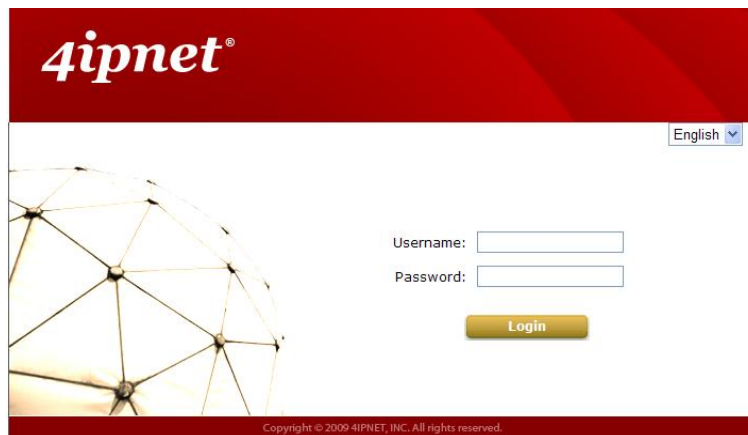 4ipnet®
English
Username:
Password:
Login
Copyright © 2009 4IPNET, INC. All rights reserved.